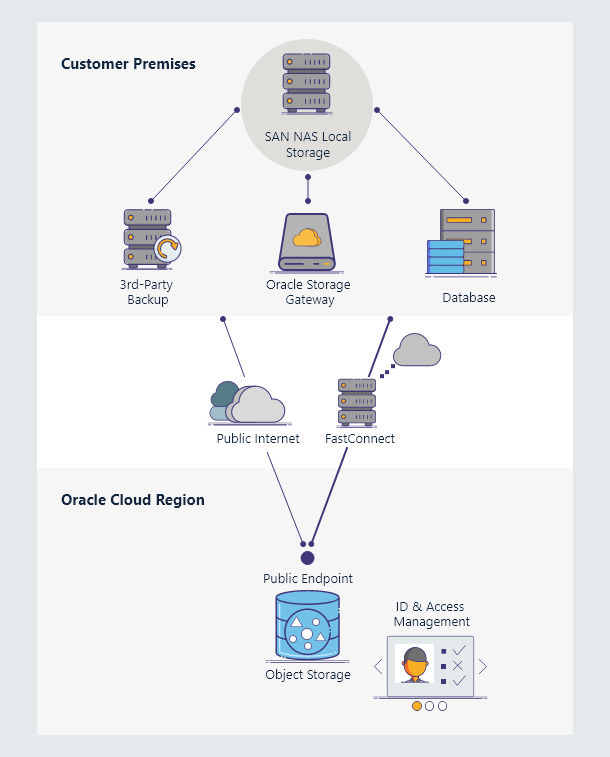 Customer Premises
SAN NAS Local
Storage
3rd-Party
Backup
Oracle Storage
Gateway
Database
Public Internet
FastConnect
Oracle Cloud Region
Public Endpoint
Object Storage
ID & Access
Management